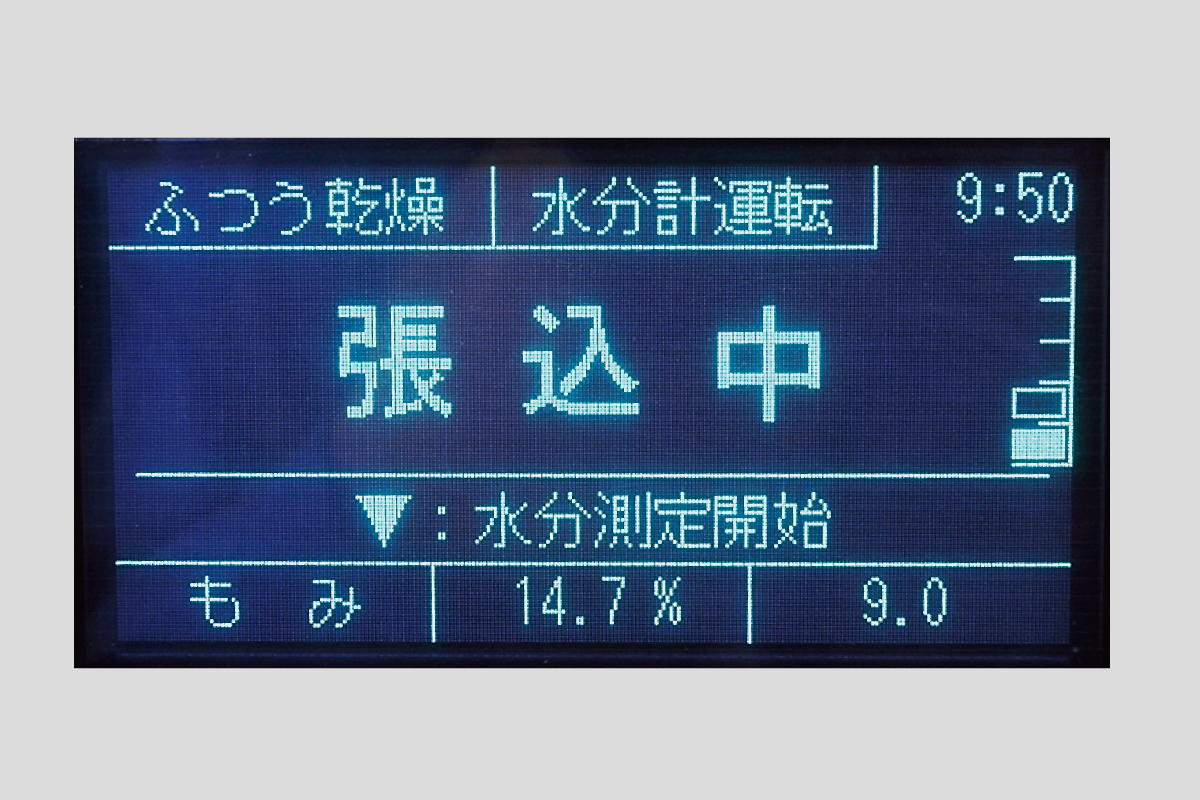 ふつう乾燥 水分計運転 9:50
張込中
▼：水分測定開始
もみ 14.7% 9.0